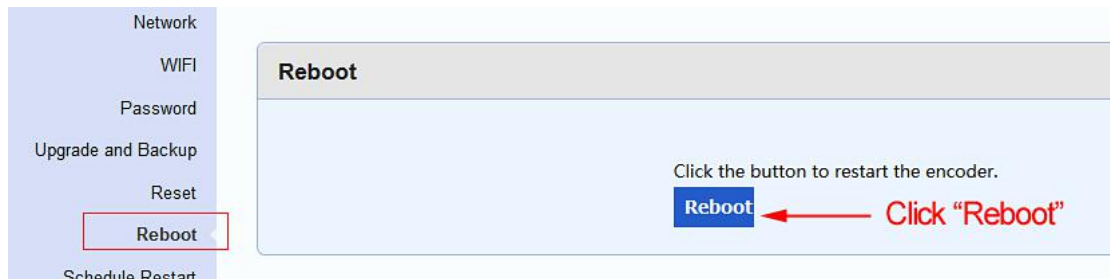 Network
WIFI
Password
Upgrade and Backup
Reset
Reboot
Schedule Restart
Reboot
Click the button to restart the encoder.
Reboot
Click “Reboot”